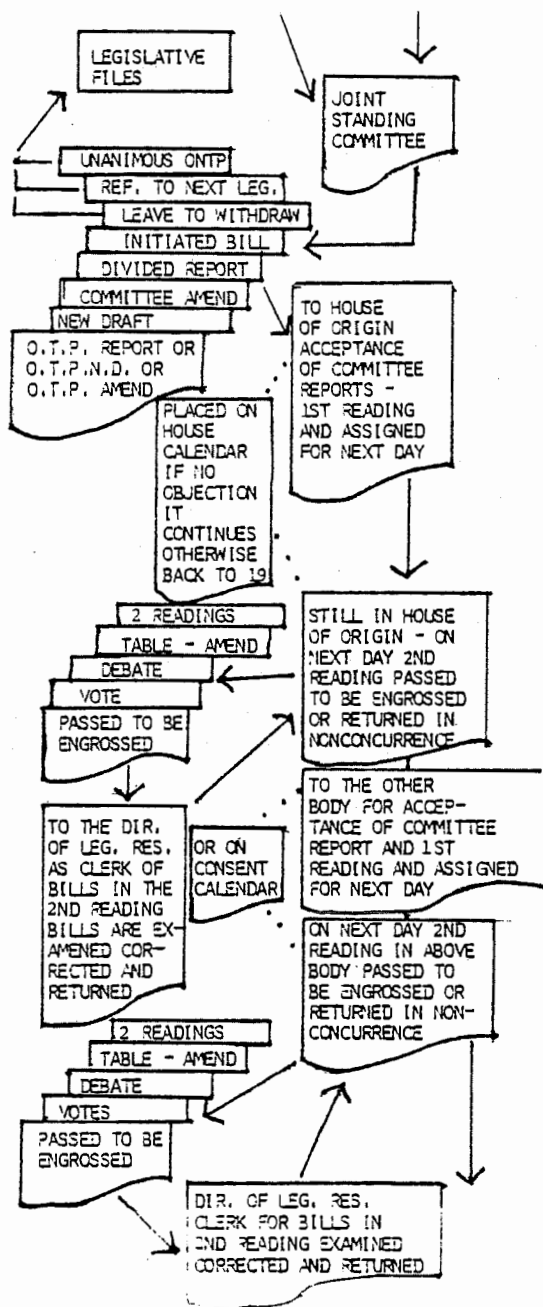 LEGISLATIVE
FILES
JOINT
STANDING
COMMITTEE
UNANIMOUS ONTP
REF. TO NEXT LEG.
LEAVE TO WITHDRAW
INITIATED BILL
DIVIDED REPORT
COMMITTEE AMEND
NEW DRAFT
O.T.P. REPORT OR
O.T.P.N.D. OR
O.T.P. AMEND
TO HOUSE
OF ORIGIN
ACCEPTANCE
OF COMMITTEE
REPORTS -
1ST READING
AND ASSIGNED
FOR NEXT DAY
PLACED ON
HOUSE
CALENDAR
IF NO
OBJECTION
IT
CONTINUES
OTHERWISE
BACK TO 19
2 READINGS
TABLE - AMEND
DEBATE
VOTE
PASSED TO BE
ENGROSSED
STILL IN HOUSE
OF ORIGIN - ON
NEXT DAY 2ND
READING PASSED
TO BE ENGROSSED
OR RETURNED IN
NONCONCURRENCE
TO THE DIR.
OF LEG. RES.
AS CLERK OF
BILLS IN THE
2ND READING
BILLS ARE EX-
AMENED COR-
RECTED AND
RETURNED
OR ON
CONSENT
CALENDAR
TO THE OTHER
BODY FOR ACCEP-
TANCE OF COMMITTEE
REPORT AND 1ST
READING AND ASSIGNED
FOR NEXT DAY
ON NEXT DAY 2ND
READING IN ABOVE
BODY PASSED TO
BE ENGROSSED OR
RETURNED IN NON-
CONCURRENCE
2 READINGS
TABLE - AMEND
DEBATE
VOTES
PASSED TO BE
ENGROSSED
DIR. OF LEG. RES.
CLERK FOR BILLS IN
2ND READING EXAMINED
CORRECTED AND RETURNED